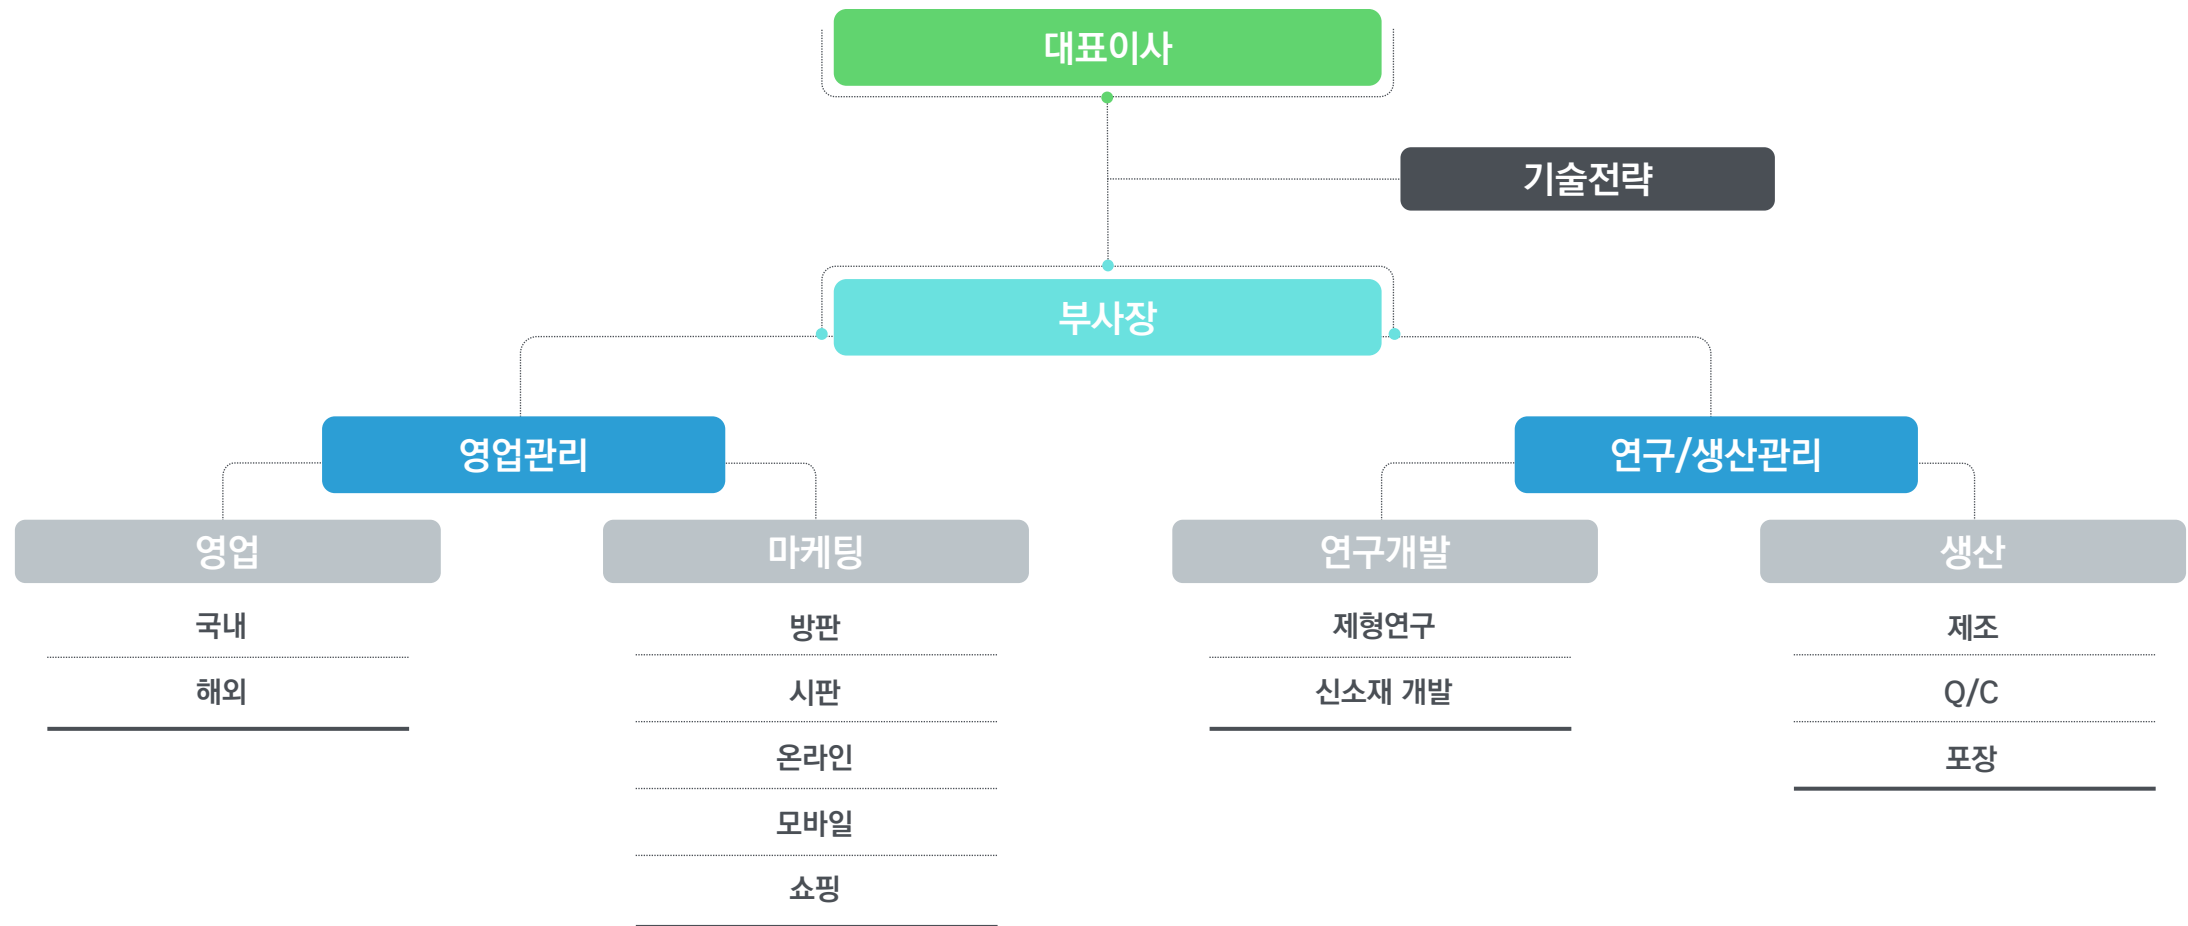 대표이사
기술전략
부사장
영업관리
연구/생산관리
영업
마케팅
연구개발
생산
국내
해외
방판
시판
온라인
모바일
쇼핑
제형연구
신소재 개발
제조
Q/C
포장